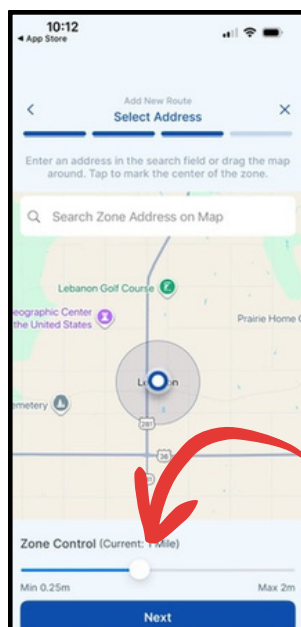 10:12
◀ App Store
Add New Route
Select Address
Enter an address in the search field or drag the map
around. Tap to mark the center of the zone.
Search Zone Address on Map
Lebanon Golf Course
eographic Center
the United States
Prairie Home C
emetery
281
36
Zone Control (Current: 1 Mile)
Min 0.25m
Max 2m
Next